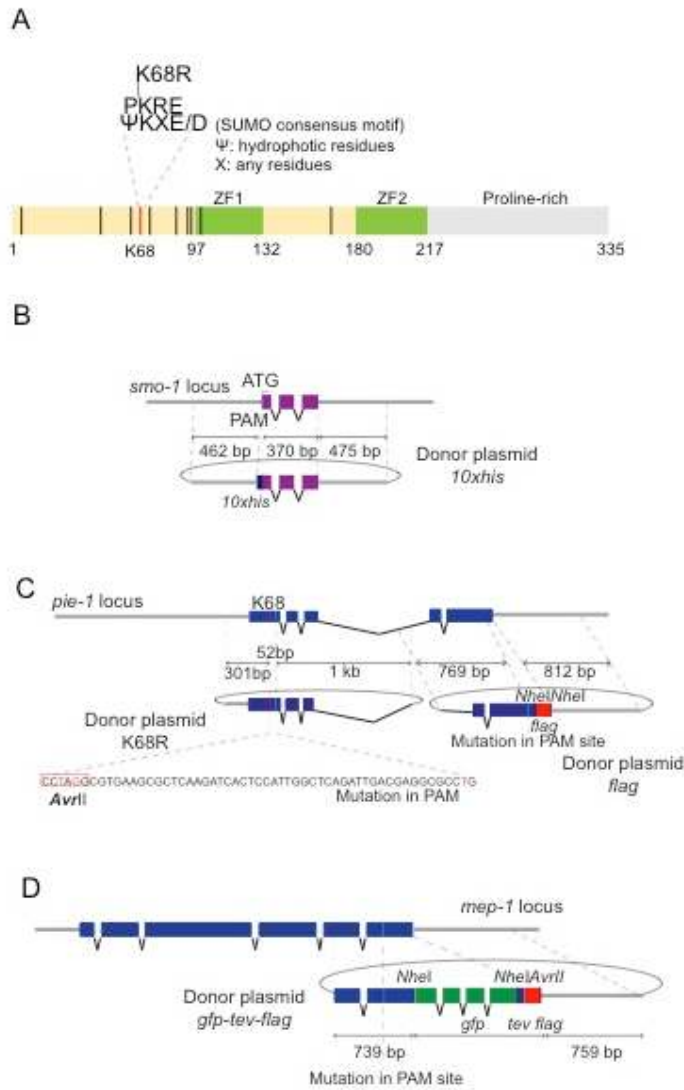 A
K68R
PKRE
ΨKXE/D (SUMO consensus motif)
Ψ: hydrophotic residues
X: any residues
ZF1 ZF2 Proline-rich
1 K68 97 132 180 217 335
B
smo-1 locus ATG
PAM
462 bp 370 bp 475 bp
10xhis
Donor plasmid
10xhis
C
pie-1 locus K68
52bp
301bp 1 kb 769 bp 812 bp
NheI NheI
flag
Donor plasmid
K68R
Mutation in PAM site
Donor plasmid
flag
CCTAGGCGTGAAGCGCTCAAGATCACTCCATTGGCTCAGATTGACGAGGCGCCTG
AvrII Mutation in PAM
D
mep-1 locus
NheI NheI AvrII
Donor plasmid
gfp-tev-flag
gfp tev flag
739 bp 759 bp
Mutation in PAM site